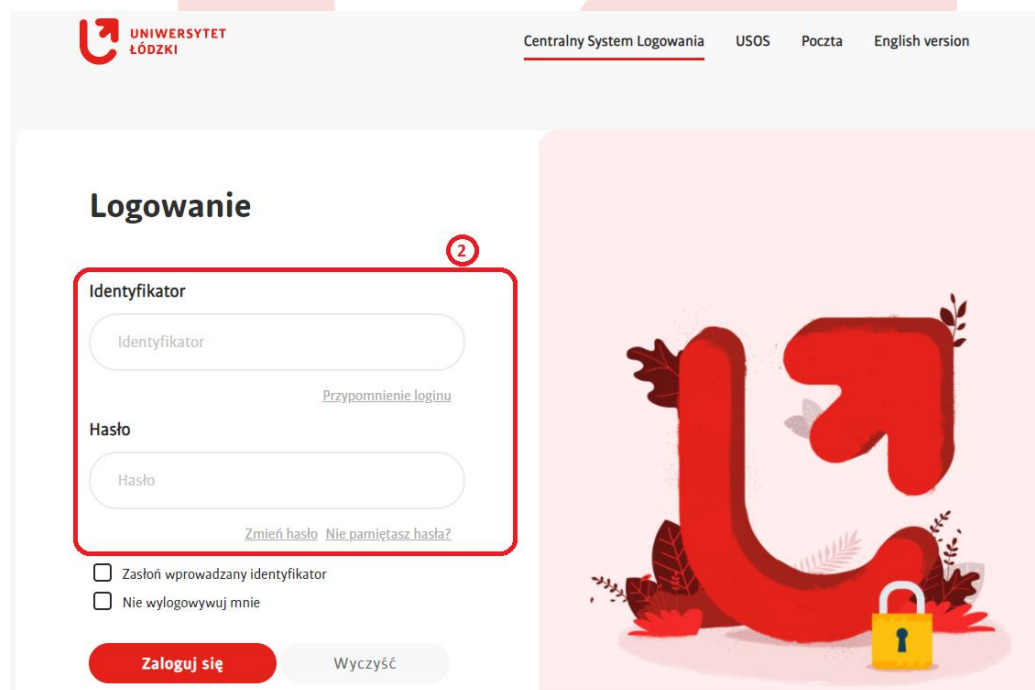 UNIWERSYTET
ŁÓDZKI
Centralny System Logowania USOS Poczta English version
Logowanie
2
Identyfikator
Identyfikator
Przypomnienie loginu
Hasło
Hasło
Zmień hasło Nie pamiętasz hasła?
Zasłoń wprowadzany identyfikator
Nie wylogowywuj mnie
Zaloguj się Wyczyść